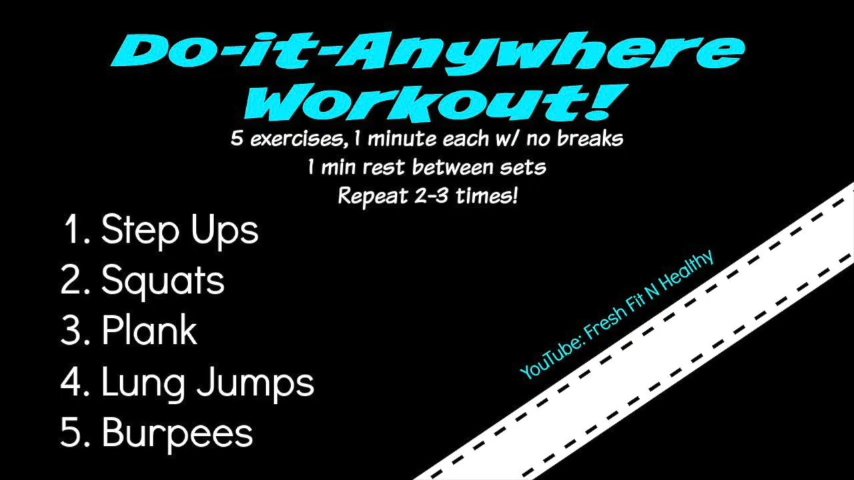 Do-it-Anywhere
Workout!
5 exercises, 1 minute each w/ no breaks
1 min rest between sets
Repeat 2-3 times!
1. Step Ups
2. Squats
3. Plank
4. Lung Jumps
5. Burpees
YouTube: Fresh Fit N Healthy